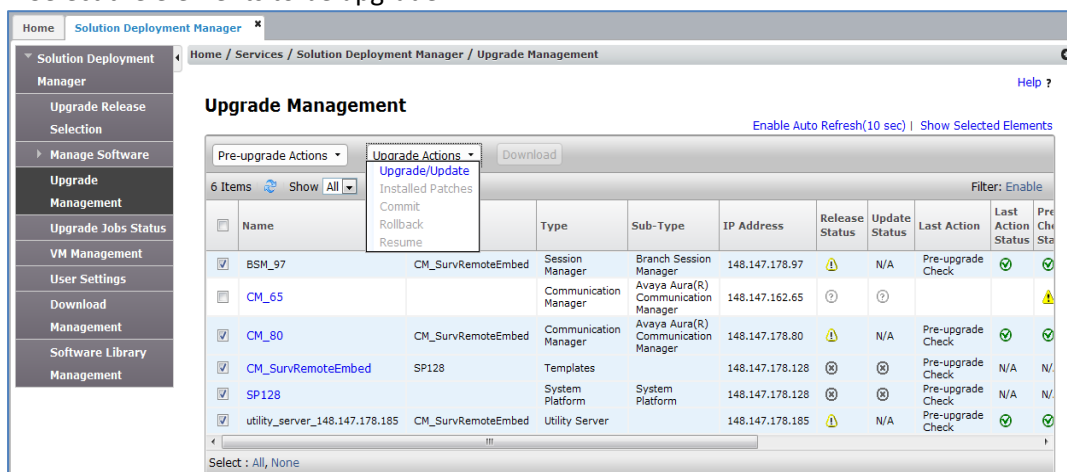 Home Solution Deployment Manager ×
Home / Services / Solution Deployment Manager / Upgrade Management
Solution Deployment
Manager
Upgrade Release
Selection
Manage Software
Upgrade
Management
Upgrade Jobs Status
VM Management
User Settings
Download
Management
Software Library
Management
Help ?
Upgrade Management
Enable Auto Refresh(10 sec) | Show Selected Elements
Pre-upgrade Actions Upgrade Actions Download
Upgrade/Update
Installed Patches
Commit
Rollback
Resume
6 Items Show All Filter: Enable
Name Type Sub-Type IP Address Release Status Update Status Last Action Last Action Status
BSM_97 CM_SurvRemoteEmbed Session Manager Branch Session Manager 148.147.178.97 N/A Pre-upgrade Check
CM_65 Communication Manager Avaya Aura(R) Communication Manager 148.147.162.65
CM_80 CM_SurvRemoteEmbed Communication Manager Avaya Aura(R) Communication Manager 148.147.178.80 N/A Pre-upgrade Check
CM_SurvRemoteEmbed SP128 Templates 148.147.178.128 Pre-upgrade Check N/A N/
SP128 System Platform System Platform 148.147.178.128 Pre-upgrade Check N/A N/
utility_server_148.147.178.185 CM_SurvRemoteEmbed Utility Server 148.147.178.185 N/A Pre-upgrade Check
Select : All, None